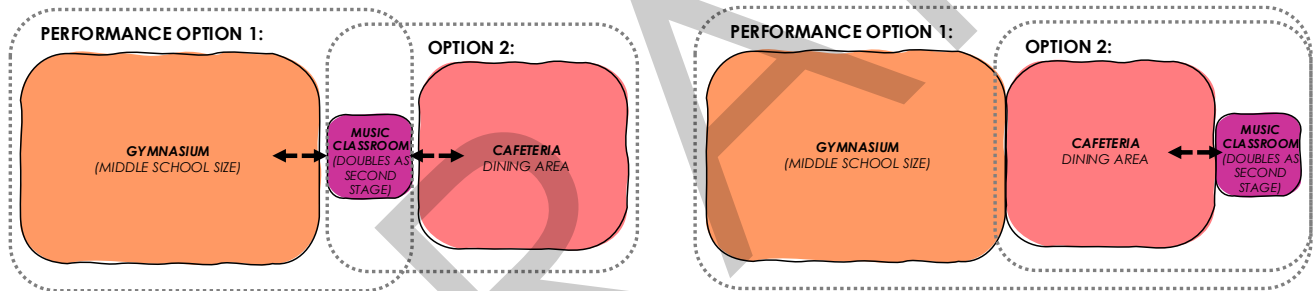 PERFORMANCE OPTION 1:
OPTION 2:
GYMNASIUM
(MIDDLE SCHOOL SIZE)
MUSIC
CLASSROOM
(DOUBLES AS
SECOND
STAGE)
CAFETERIA
DINING AREA
PERFORMANCE OPTION 1:
OPTION 2:
GYMNASIUM
(MIDDLE SCHOOL SIZE)
CAFETERIA
DINING AREA
MUSIC
CLASSROOM
(DOUBLES AS
SECOND
STAGE)